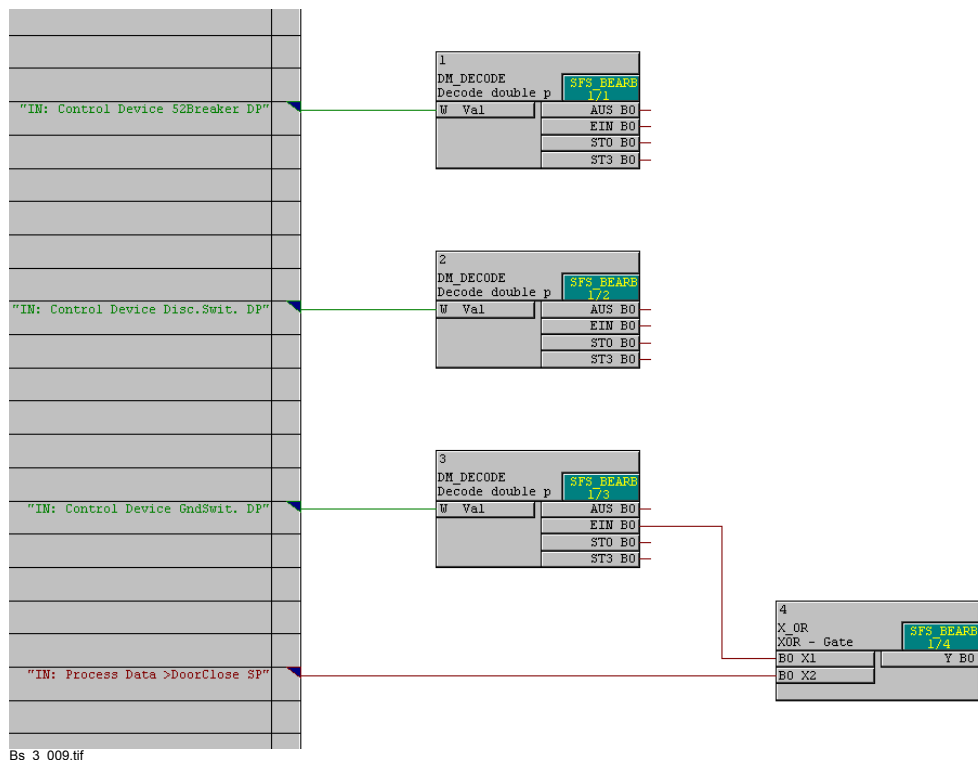 1
DM_DECODE
Decode double p
SFS_BEARB
1/1
"IN: Control Device 52Breaker DP"
W Val
AUS BO
EIN BO
ST0 BO
ST3 BO
2
DM_DECODE
Decode double p
SFS_BEARB
1/2
"IN: Control Device Disc.Swit. DP"
W Val
AUS BO
EIN BO
ST0 BO
ST3 BO
3
DM_DECODE
Decode double p
SFS_BEARB
1/3
"IN: Control Device GndSwit. DP"
W Val
AUS BO
EIN BO
ST0 BO
ST3 BO
4
X_OR
XOR - Gate
SFS_BEARB
1/4
BO X1
Y BO
"IN: Process Data >DoorClose SP"
BO X2
Bs_3_009.tif